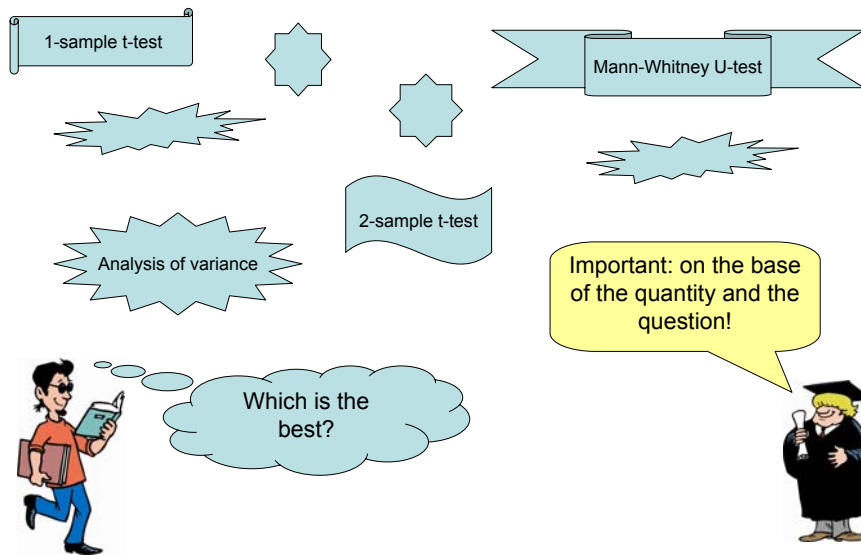 1-sample t-test
Mann-Whitney U-test
2-sample t-test
Analysis of variance
Important: on the base
of the quantity and the
question!
Which is the
best?